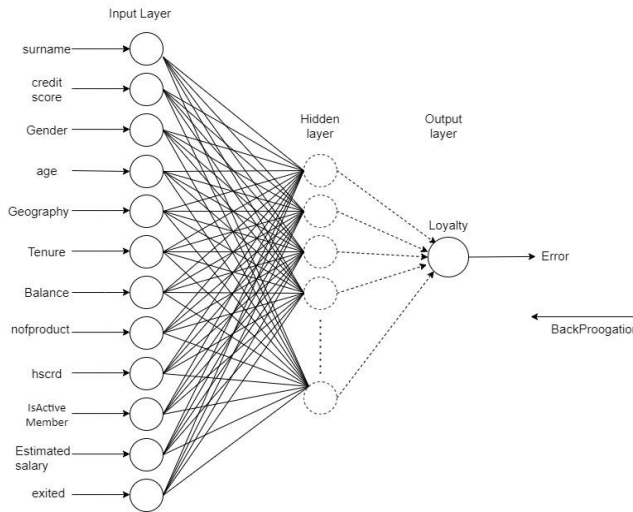 Input Layer
surname
credit
score
Gender
age
Geography
Tenure
Balance
nofproduct
hscrd
IsActive
Member
Estimated
salary
exited
Hidden
layer
Output
layer
Loyalty
Error
BackProogation